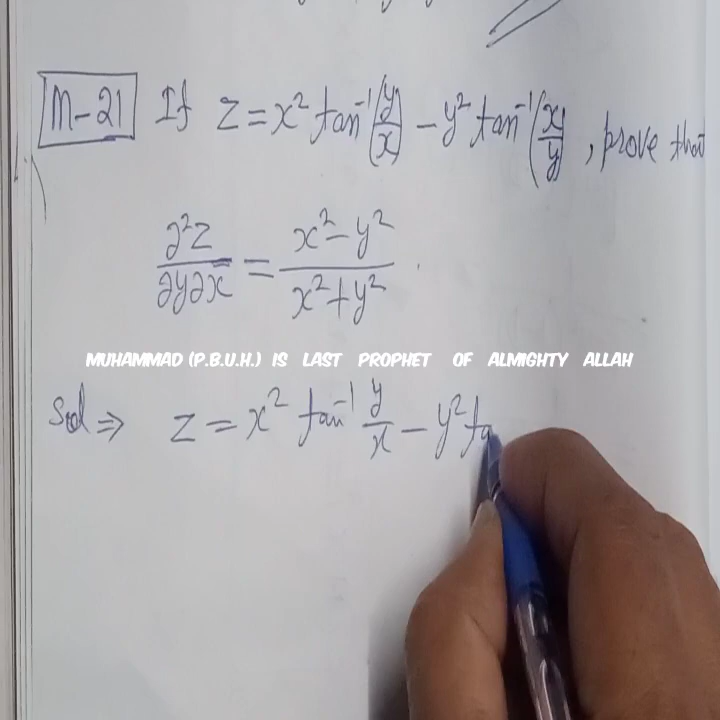 M-21 If z = x² tan⁻¹(y/x) − y² tan⁻¹(x/y), prove that
∂²z/∂y∂x = (x² − y²)/(x² + y²).
MUHAMMAD (P.B.U.H.) IS LAST PROPHET OF ALMIGHTY ALLAH
Sol ⇒ z = x² tan⁻¹ y/x − y² ta